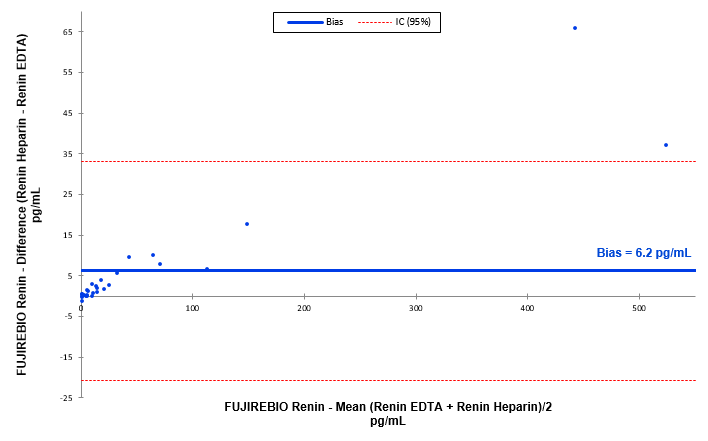 Bias
IC (95%)
FUJIREBIO Renin - Difference (Renin Heparin - Renin EDTA)
pg/mL
65
55
45
35
25
15
5
-5
-15
-25
Bias = 6.2 pg/mL
0
100
200
300
400
500
FUJIREBIO Renin - Mean (Renin EDTA + Renin Heparin)/2
pg/mL